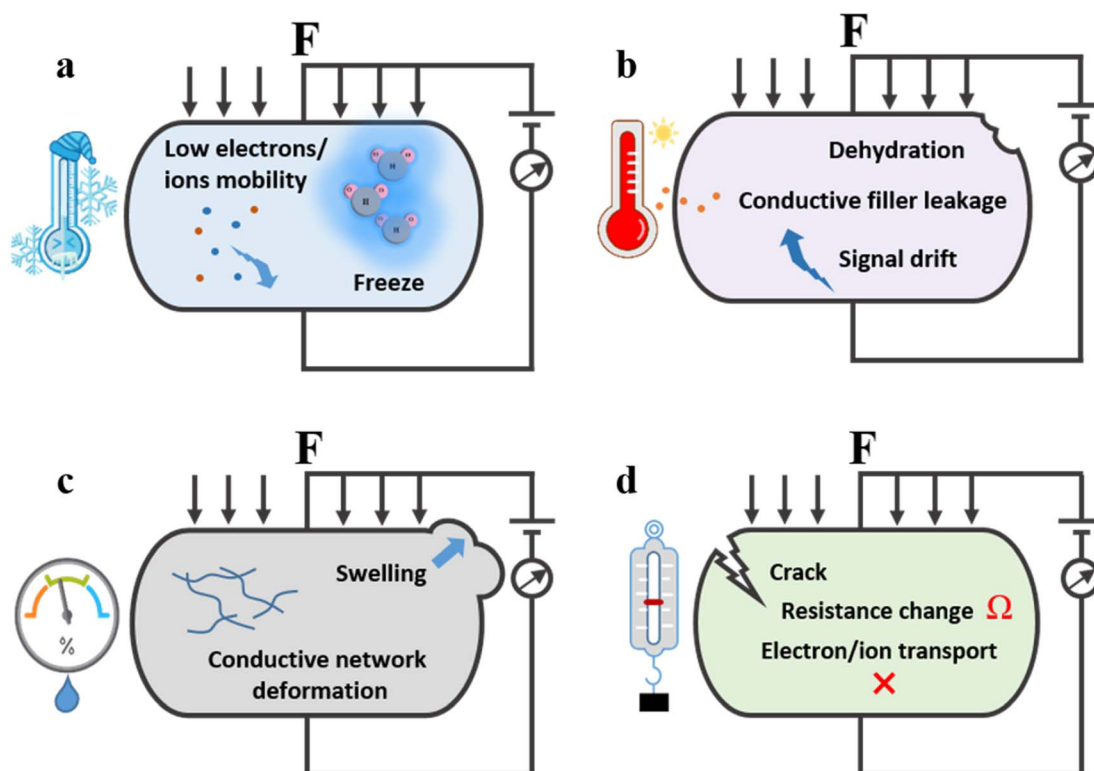 F
a
Low electrons/
ions mobility
O O
H
O O
H
O O
H
Freeze
F
b
Dehydration
Conductive filler leakage
Signal drift
F
c
Swelling
%
Conductive network
deformation
F
d
Crack
Resistance change Ω
Electron/ion transport